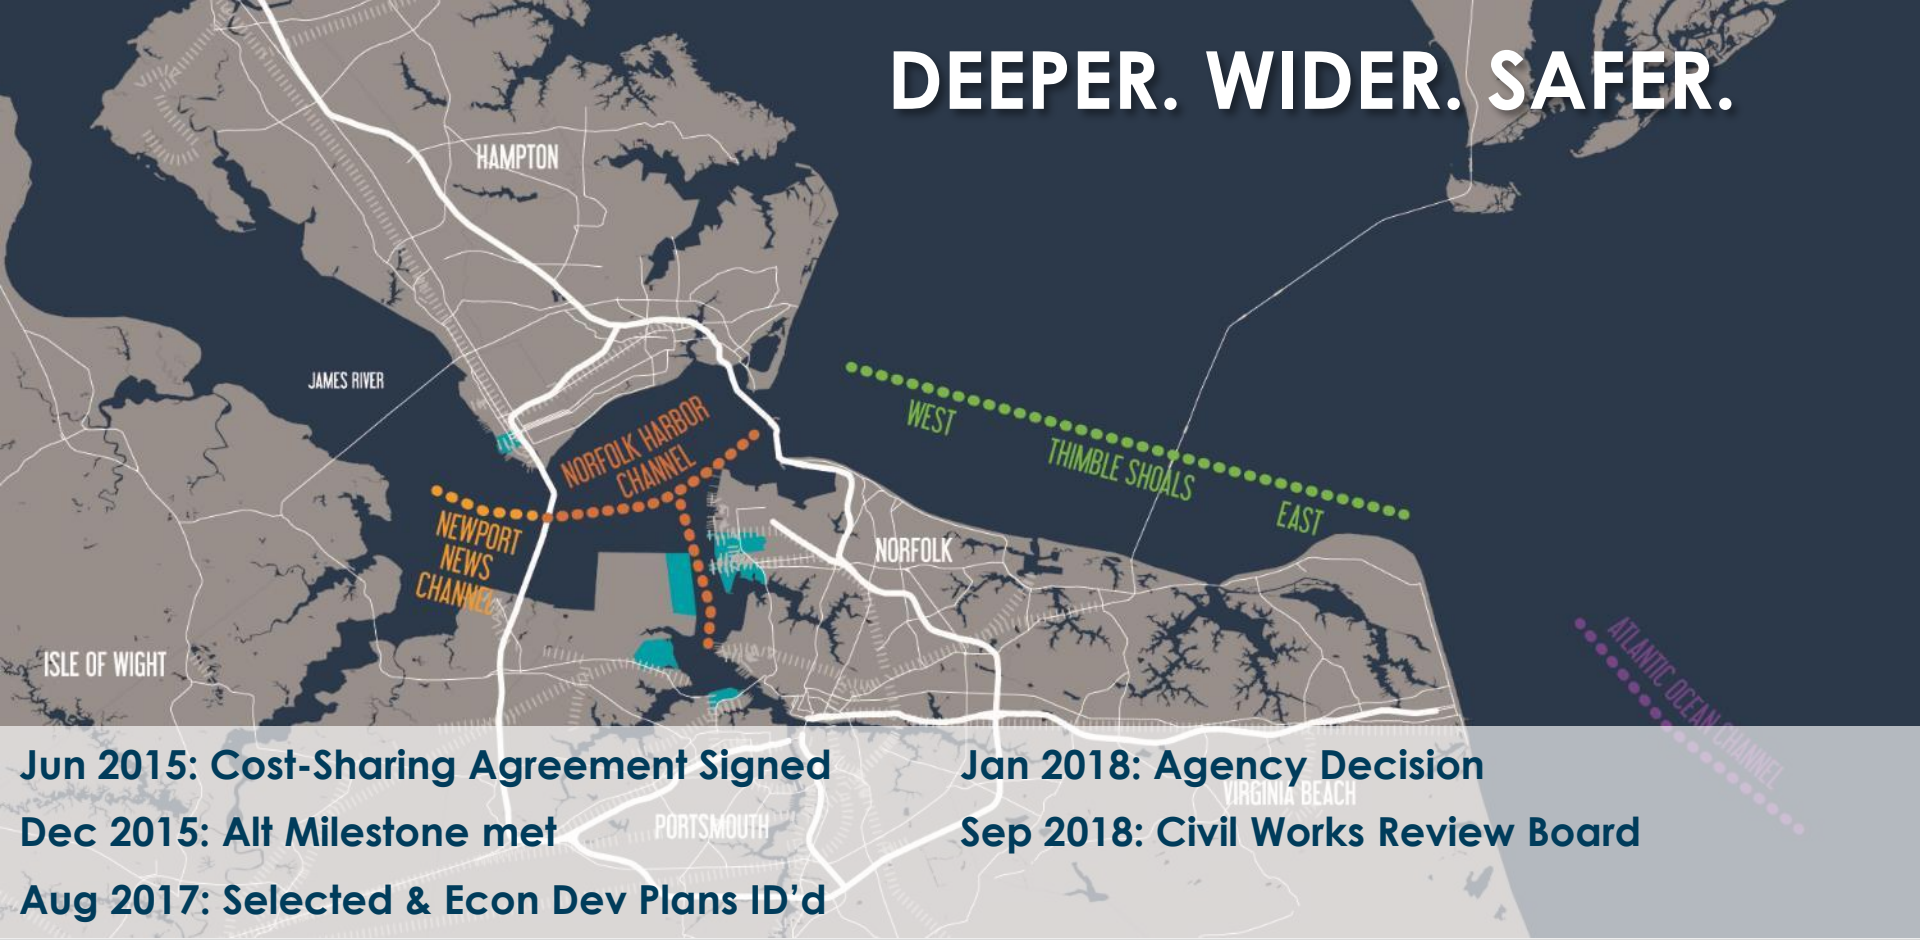 DEEPER. WIDER. SAFER.
HAMPTON
JAMES RIVER
NORFOLK HARBOR
CHANNEL
WEST
THIMBLE SHOALS
EAST
NEWPORT
NEWS
CHANNEL
NORFOLK
ISLE OF WIGHT
ATLANTIC OCEAN CHANNEL
VIRGINIA BEACH
PORTSMOUTH
Jun 2015: Cost-Sharing Agreement Signed
Dec 2015: Alt Milestone met
Aug 2017: Selected & Econ Dev Plans ID’d
Jan 2018: Agency Decision
Sep 2018: Civil Works Review Board